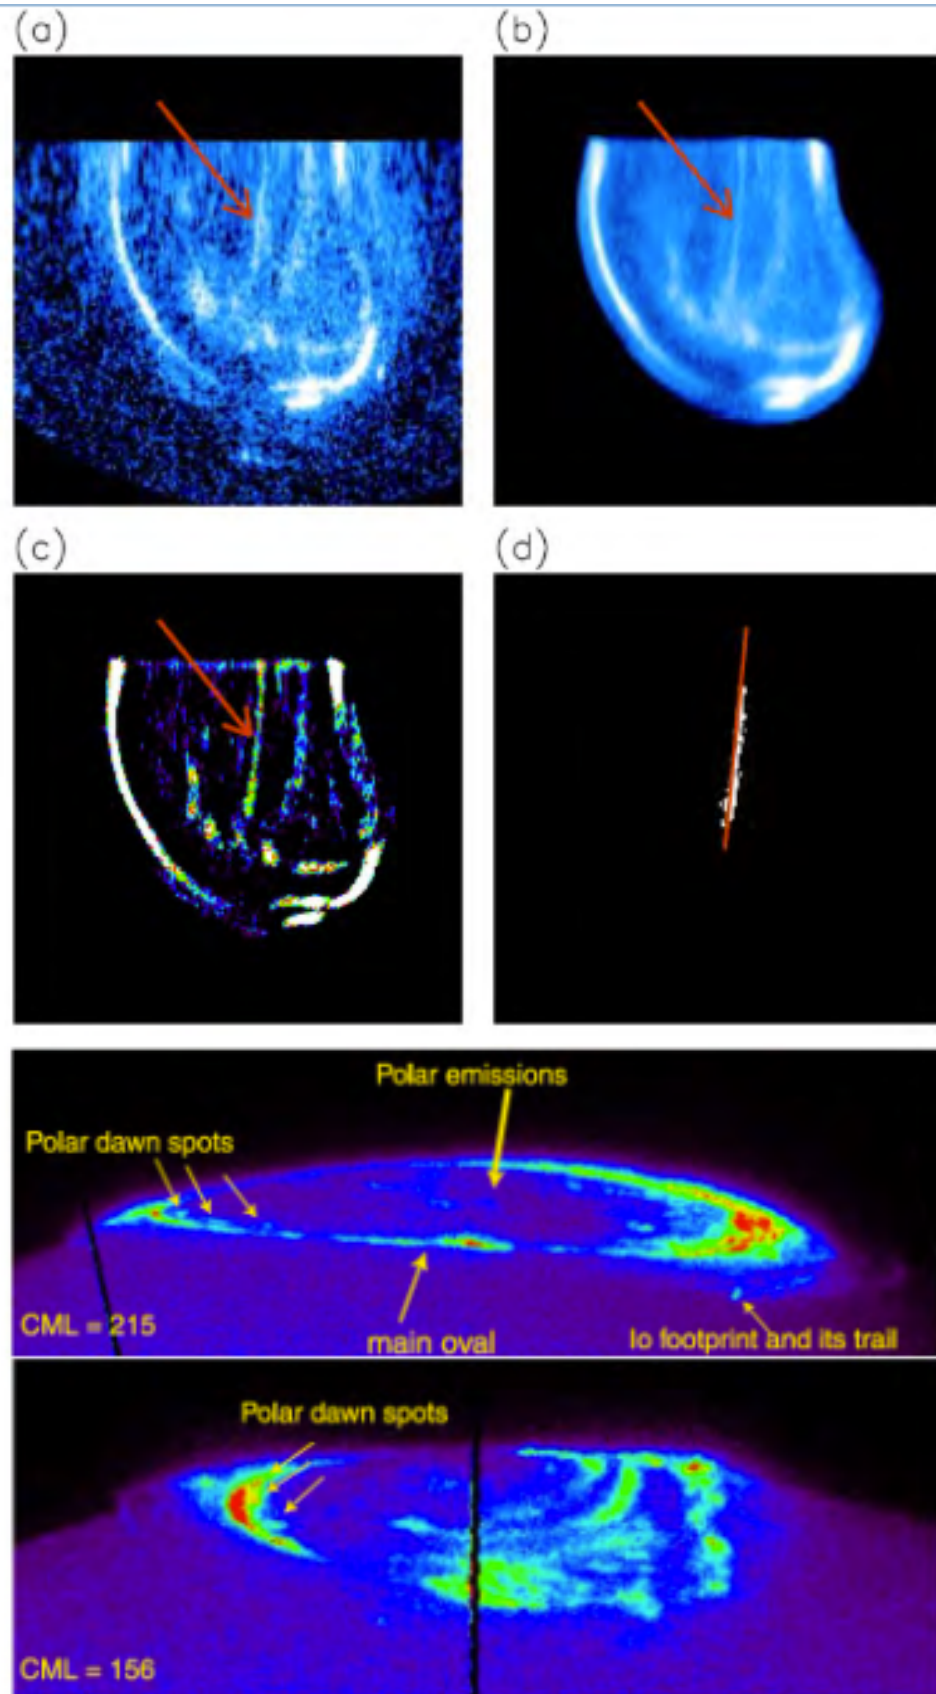 (a)
(b)
(c)
(d)
Polar emissions
Polar dawn spots
CML = 215
main oval
Io footprint and its trail
Polar dawn spots
CML = 156